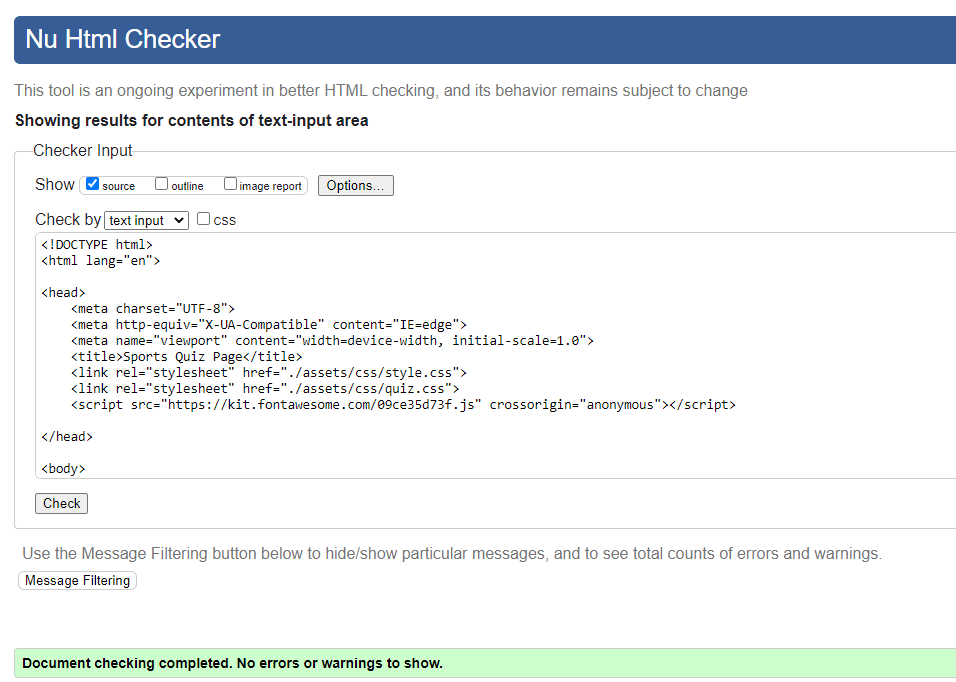 Nu Html Checker
This tool is an ongoing experiment in better HTML checking, and its behavior remains subject to change
Showing results for contents of text-input area
Checker Input
Show source outline image report Options...
Check by text input css
<!DOCTYPE html>
<html lang="en">
<head>
<meta charset="UTF-8">
<meta http-equiv="X-UA-Compatible" content="IE=edge">
<meta name="viewport" content="width=device-width, initial-scale=1.0">
<title>Sports Quiz Page</title>
<link rel="stylesheet" href="./assets/css/style.css">
<link rel="stylesheet" href="./assets/css/quiz.css">
<script src="https://kit.fontawesome.com/09ce35d73f.js" crossorigin="anonymous"></script>
</head>
<body>
Check
Use the Message Filtering button below to hide/show particular messages, and to see total counts of errors and warnings.
Message Filtering
Document checking completed. No errors or warnings to show.